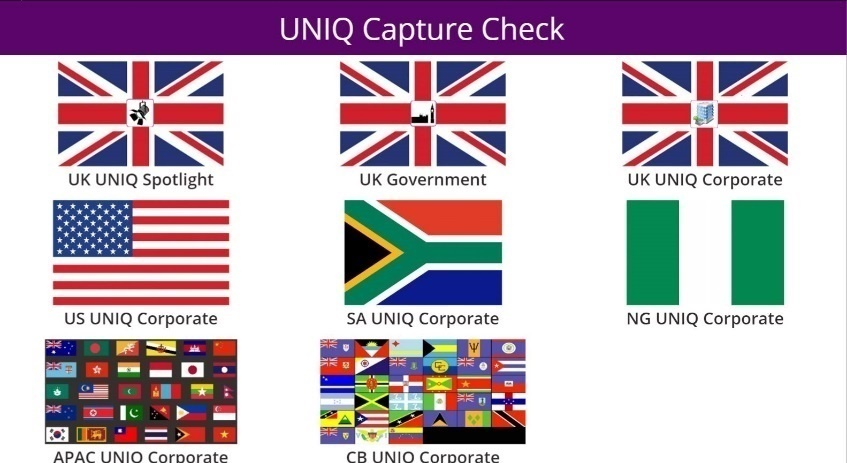 UNIQ Capture Check
UK UNIQ Spotlight
UK Government
UK UNIQ Corporate
US UNIQ Corporate
SA UNIQ Corporate
NG UNIQ Corporate
APAC UNIQ Corporate
CB UNIQ Corporate